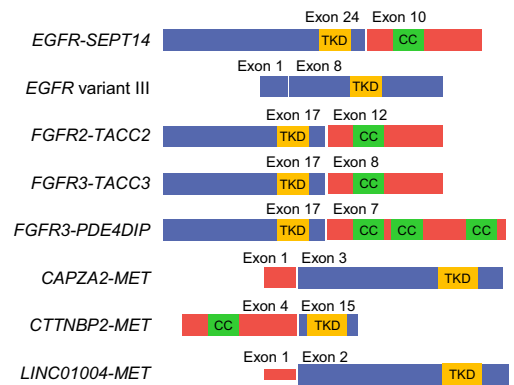 Exon 24 Exon 10
EGFR-SEPT14 TKD CC
Exon 1 Exon 8
EGFR variant III TKD
Exon 17 Exon 12
FGFR2-TACC2 TKD CC
Exon 17 Exon 8
FGFR3-TACC3 TKD CC
Exon 17 Exon 7
FGFR3-PDE4DIP TKD CC CC CC
Exon 1 Exon 3
CAPZA2-MET TKD
Exon 4 Exon 15
CTTNBP2-MET CC TKD
Exon 1 Exon 2
LINC01004-MET TKD